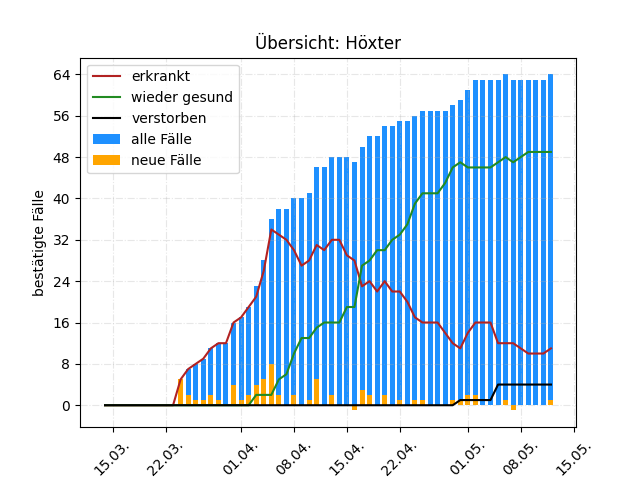 Übersicht: Höxter
erkrankt
wieder gesund
verstorben
alle Fälle
neue Fälle
bestätigte Fälle
64
56
48
40
32
24
16
8
0
15.03.
22.03.
01.04.
08.04.
15.04.
22.04.
01.05.
08.05.
15.05.